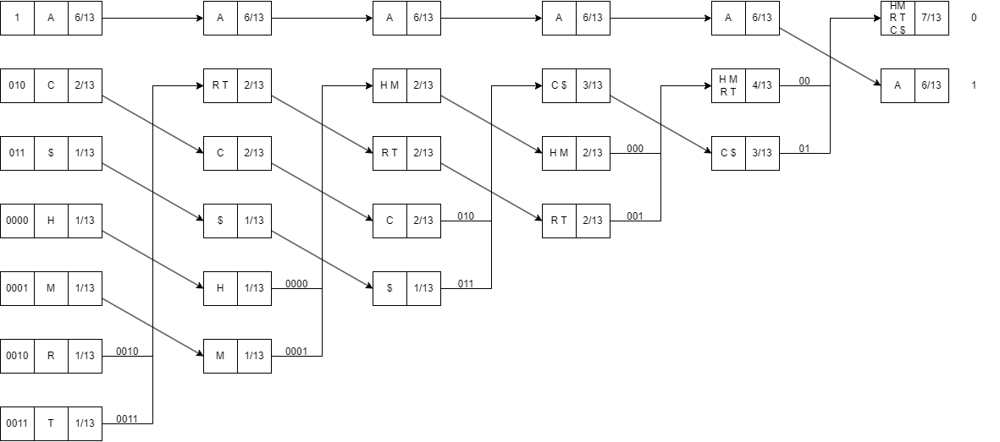 1 A 6/13 A 6/13 A 6/13 A 6/13 A 6/13 HM 7/13 0
R T
C $
010 C 2/13 R T 2/13 H M 2/13 C $ 3/13 H M 4/13 00 A 6/13 1
R T
011 $ 1/13 C 2/13 R T 2/13 H M 2/13 000 C $ 3/13 01
0000 H 1/13 $ 1/13 C 2/13 010 R T 2/13 001
0001 M 1/13 H 1/13 0000 $ 1/13 011
0010 R 1/13 0010 M 1/13 0001
0011 T 1/13 0011